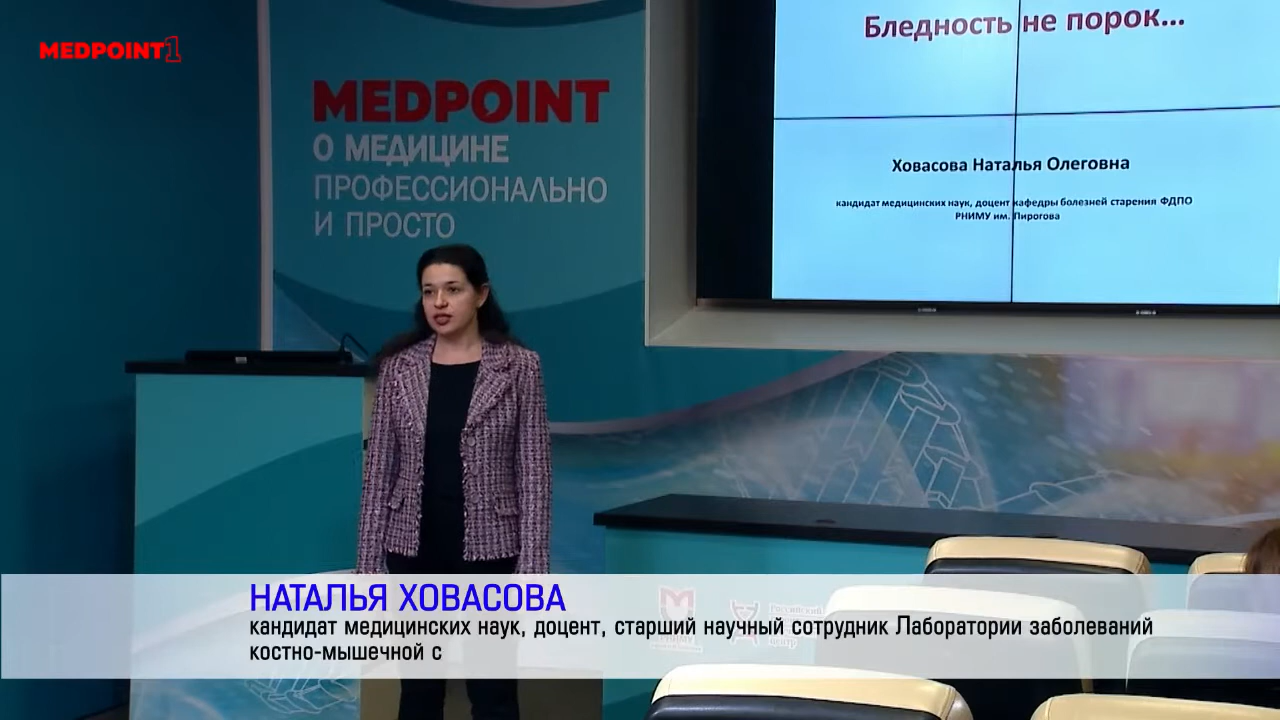 MEDPOINT1
Бледность не порок...
MEDPOINT
О МЕДИЦИНЕ
ПРОФЕССИОНАЛЬНО
И ПРОСТО
Ховасова Наталья Олеговна
кандидат медицинских наук, доцент кафедры болезней старения ФДПО
РНИМУ им. Пирогова
НАТАЛЬЯ ХОВАСОВА
кандидат медицинских наук, доцент, старший научный сотрудник Лаборатории заболеваний
костно-мышечной с